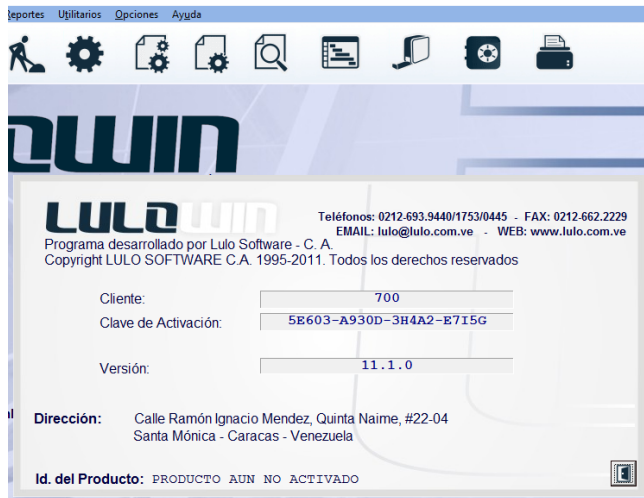 Reportes Utilitarios Opciones Ayuda
WIN
LULOWIN
Teléfonos: 0212-693.9440/1753/0445 - FAX: 0212-662.2229
EMAIL: lulo@lulo.com.ve - WEB: www.lulo.com.ve
Programa desarrollado por Lulo Software - C. A.
Copyright LULO SOFTWARE C.A. 1995-2011. Todos los derechos reservados
Cliente: 700
Clave de Activación: 5E603-A930D-3H4A2-E7I5G
Versión: 11.1.0
Dirección: Calle Ramón Ignacio Mendez, Quinta Naime, #22-04
Santa Mónica - Caracas - Venezuela
Id. del Producto: PRODUCTO AUN NO ACTIVADO